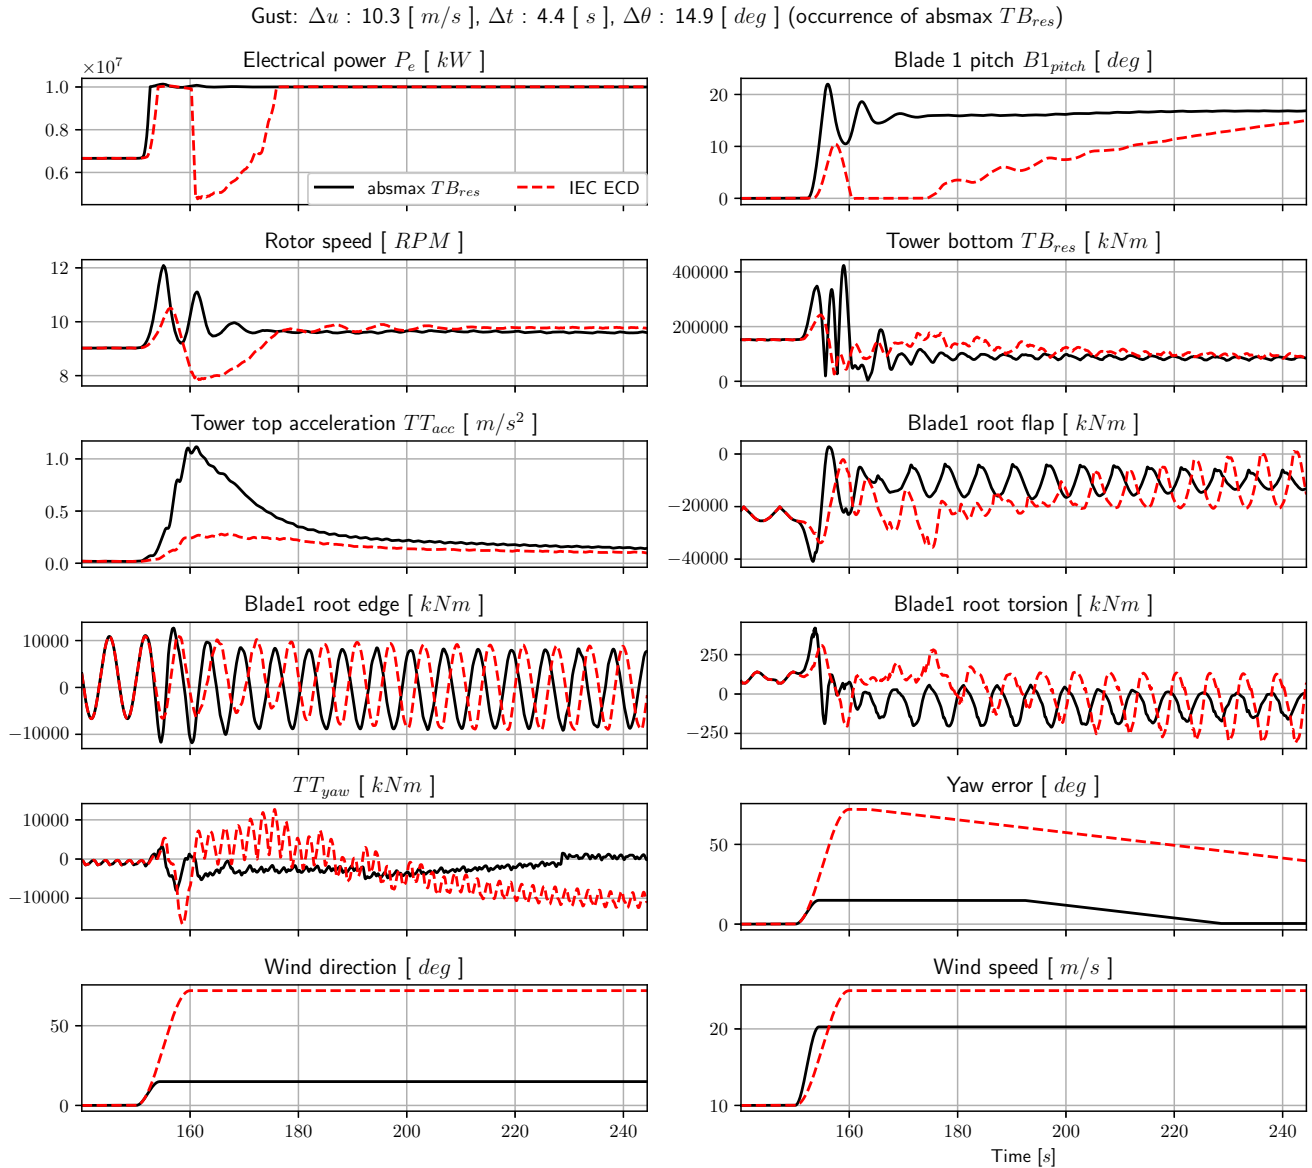 Gust: Δu : 10.3 [ m/s ], Δt : 4.4 [ s ], Δθ : 14.9 [ deg ] (occurrence of absmax TB_res)
Electrical power P_e [ kW ]
×10^7
1.0
0.8
0.6
absmax TB_res
IEC ECD
Blade 1 pitch B1_pitch [ deg ]
20
10
0
Rotor speed [ RPM ]
12
10
8
Tower bottom TB_res [ kNm ]
400000
200000
0
Tower top acceleration TT_acc [ m/s² ]
1.0
0.5
0.0
Blade1 root flap [ kNm ]
0
−20000
−40000
Blade1 root edge [ kNm ]
10000
0
−10000
Blade1 root torsion [ kNm ]
250
0
−250
TT_yaw [ kNm ]
10000
0
−10000
Yaw error [ deg ]
50
0
Wind direction [ deg ]
50
0
160 180 200 220 240
Wind speed [ m/s ]
20
10
160 180 200 220 240
Time [s]